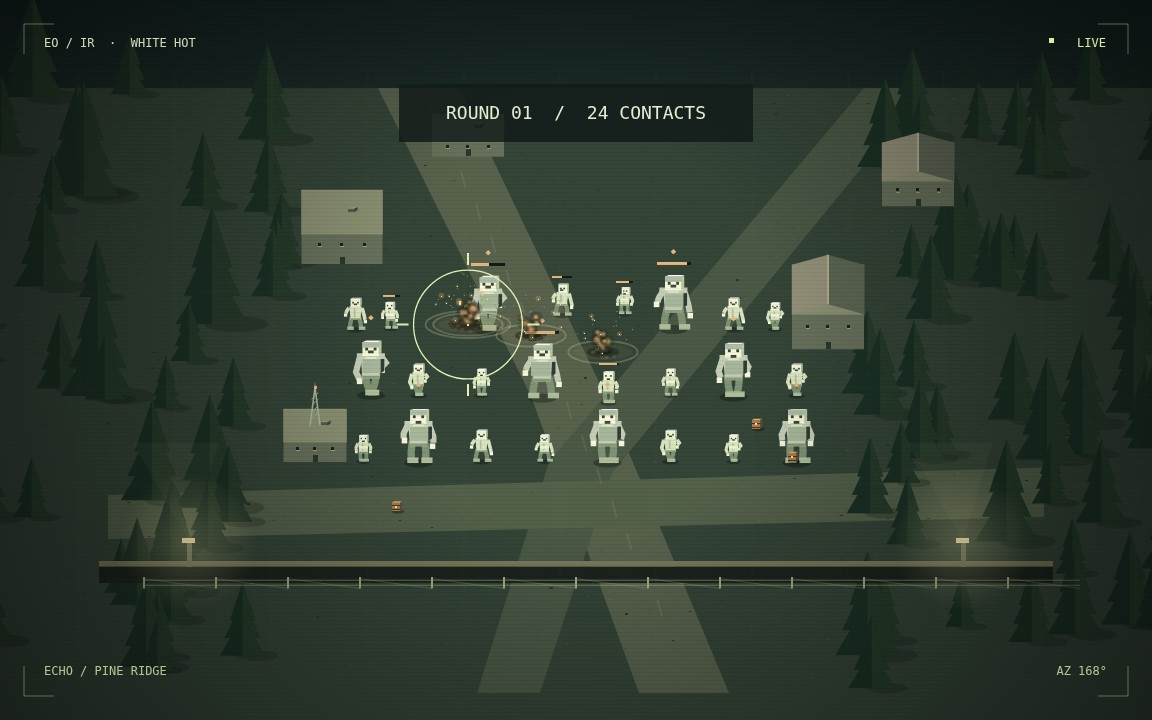 EO / IR · WHITE HOT
LIVE
ROUND 01 / 24 CONTACTS
ECHO / PINE RIDGE
AZ 168°